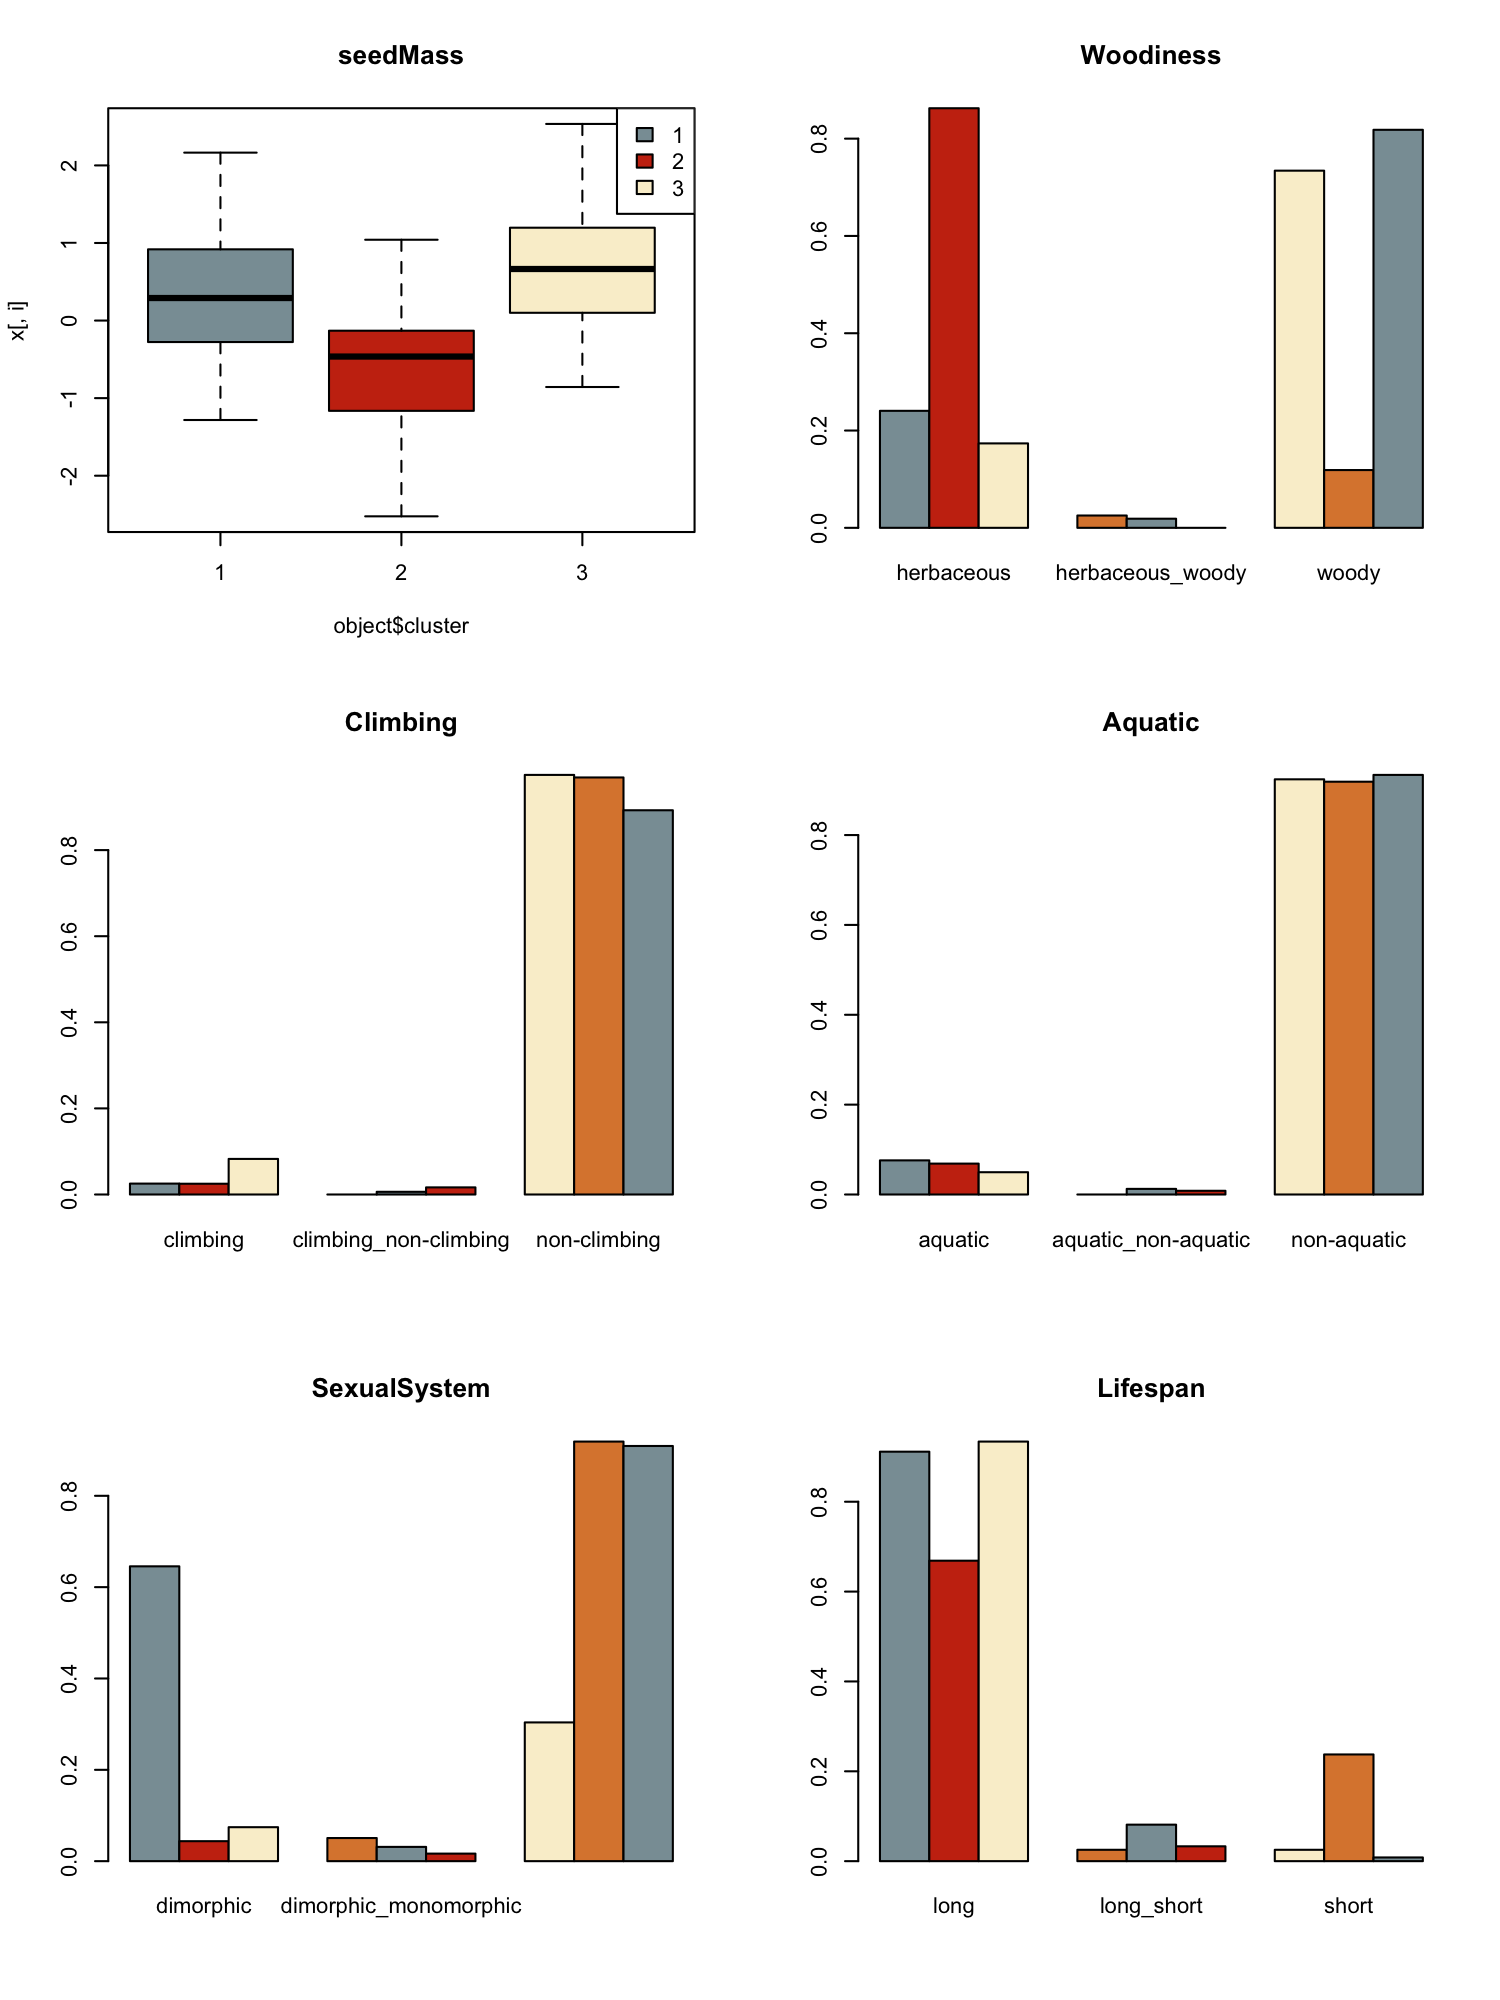 seedMass
x[, i]
2
1
0
-1
-2
1
2
3
1
2
3
object$cluster
Woodiness
0.8
0.6
0.4
0.2
0.0
herbaceous
herbaceous_woody
woody
Climbing
0.8
0.6
0.4
0.2
0.0
climbing
climbing_non-climbing
non-climbing
Aquatic
0.8
0.6
0.4
0.2
0.0
aquatic
aquatic_non-aquatic
non-aquatic
SexualSystem
0.8
0.6
0.4
0.2
0.0
dimorphic
dimorphic_monomorphic
Lifespan
0.8
0.6
0.4
0.2
0.0
long
long_short
short